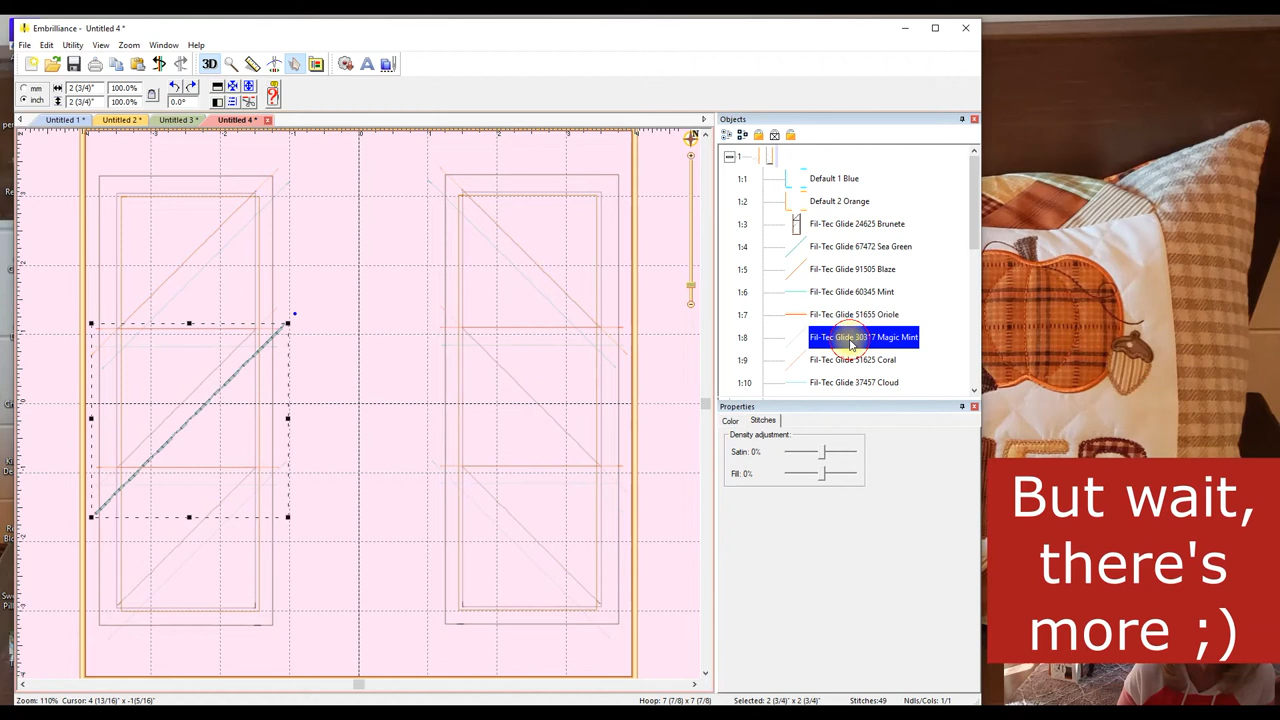 Embrilliance - Untitled 4 *
File Edit Utility View Zoom Window Help
3D
mm 2 (3/4)" 100.0%
inch 2 (3/4)" 100.0% 0.0°
Untitled 1 * Untitled 2 * Untitled 3 * Untitled 4 *
N
Objects
1
1:1 Default 1 Blue
1:2 Default 2 Orange
1:3 Fil-Tec Glide 24625 Brunete
1:4 Fil-Tec Glide 67472 Sea Green
1:5 Fil-Tec Glide 91505 Blaze
1:6 Fil-Tec Glide 60345 Mint
1:7 Fil-Tec Glide 51655 Oriole
1:8 Fil-Tec Glide 30317 Magic Mint
1:9 Fil-Tec Glide 51625 Coral
1:10 Fil-Tec Glide 37457 Cloud
Properties
Color Stitches
Density adjustment:
Satin: 0%
Fill: 0%
But wait,
there's
more ;)
Zoom: 110% Cursor: 4 (13/16)" x -1(5/16)" Hoop: 7 (7/8) x 7 (7/8) Selected: 2 (3/4)" x 2 (3/4)" Stitches:49 Ndls/Cols: 1/1